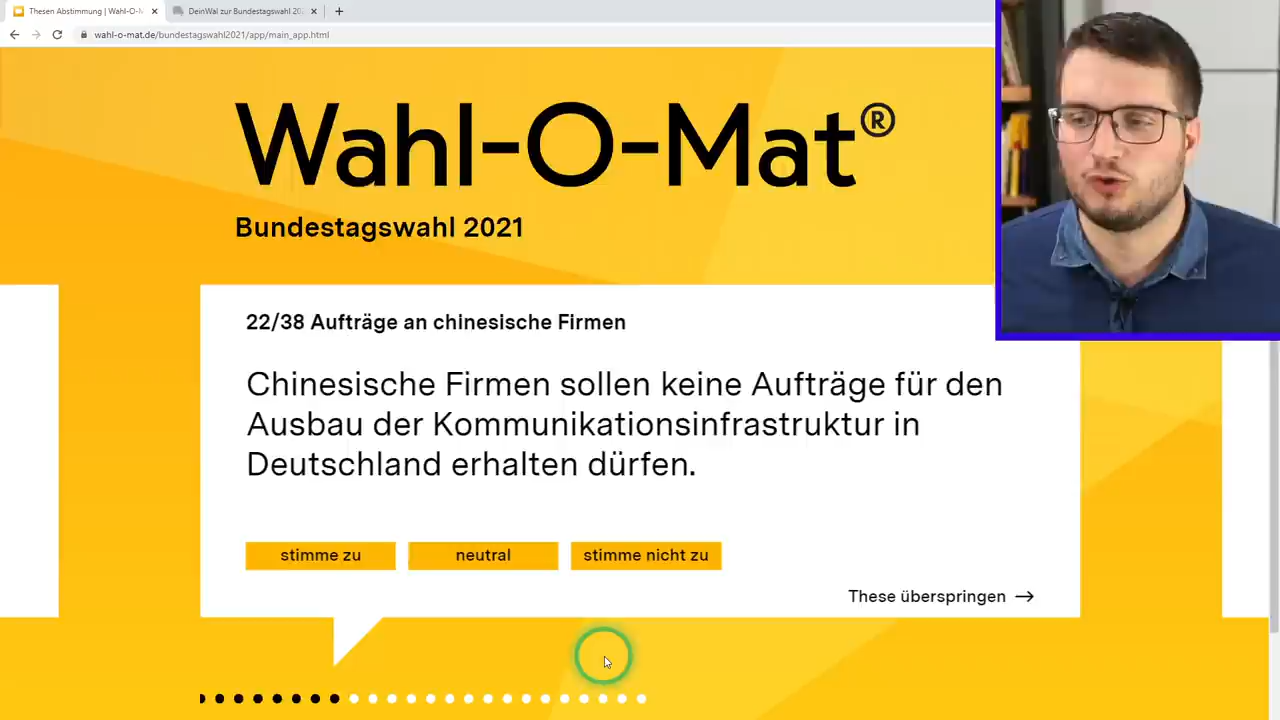 Thesen Abstimmung | Wahl-O-M
DeinWal zur Bundestagswahl 202
wahl-o-mat.de/bundestagswahl2021/app/main_app.html
Wahl-O-Mat®
Bundestagswahl 2021
22/38 Aufträge an chinesische Firmen
Chinesische Firmen sollen keine Aufträge für den
Ausbau der Kommunikationsinfrastruktur in
Deutschland erhalten dürfen.
stimme zu
neutral
stimme nicht zu
These überspringen →